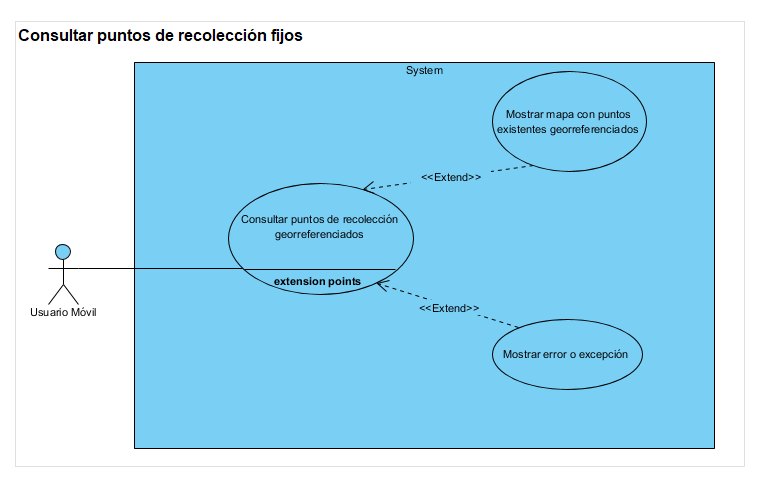 Consultar puntos de recolección fijos
System
Mostrar mapa con puntos
existentes georreferenciados
<<Extend>>
Consultar puntos de recolección
georreferenciados
extension points
Usuario Móvil
<<Extend>>
Mostrar error o excepción